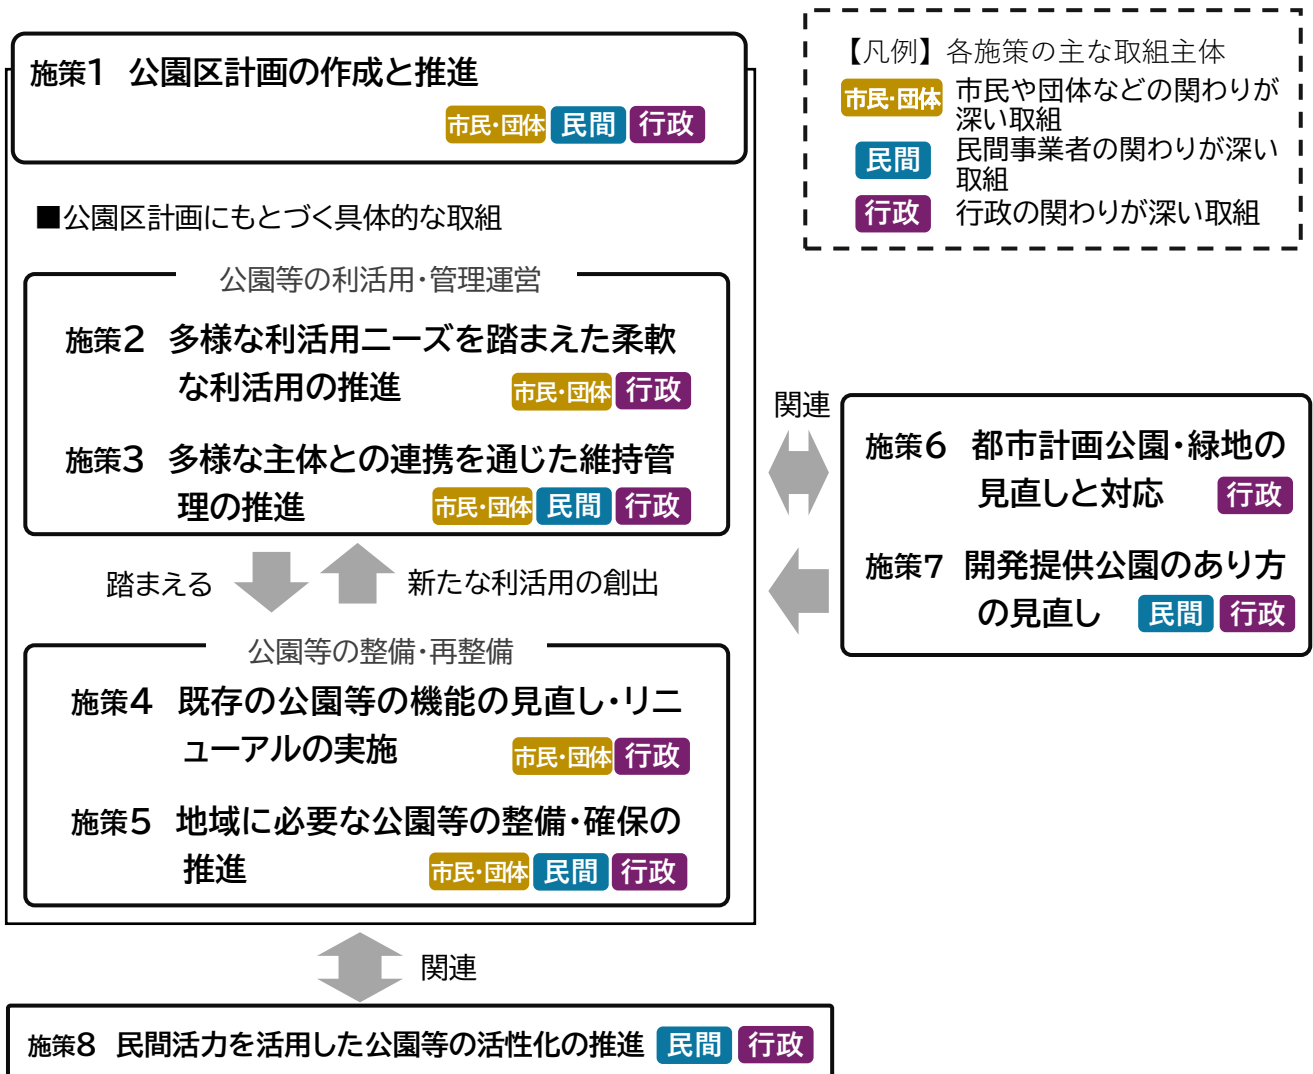 施策1 公園区計画の作成と推進
市民・団体 民間 行政
【凡例】各施策の主な取組主体
市民・団体 市民や団体などの関わりが
深い取組
民間 民間事業者の関わりが深い
取組
行政 行政の関わりが深い取組
■公園区計画にもとづく具体的な取組
公園等の利活用・管理運営
施策2 多様な利活用ニーズを踏まえた柔軟
な利活用の推進 市民・団体 行政
施策3 多様な主体との連携を通じた維持管
理の推進 市民・団体 民間 行政
踏まえる 新たな利活用の創出
公園等の整備・再整備
施策4 既存の公園等の機能の見直し・リニ
ューアルの実施 市民・団体 行政
施策5 地域に必要な公園等の整備・確保の
推進 市民・団体 民間 行政
関連
施策6 都市計画公園・緑地の
見直しと対応 行政
施策7 開発提供公園のあり方
の見直し 民間 行政
関連
施策8 民間活力を活用した公園等の活性化の推進 民間 行政